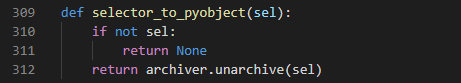 309 def selector_to_pyobject(sel):
310     if not sel:
311         return None
312     return archiver.unarchive(sel)